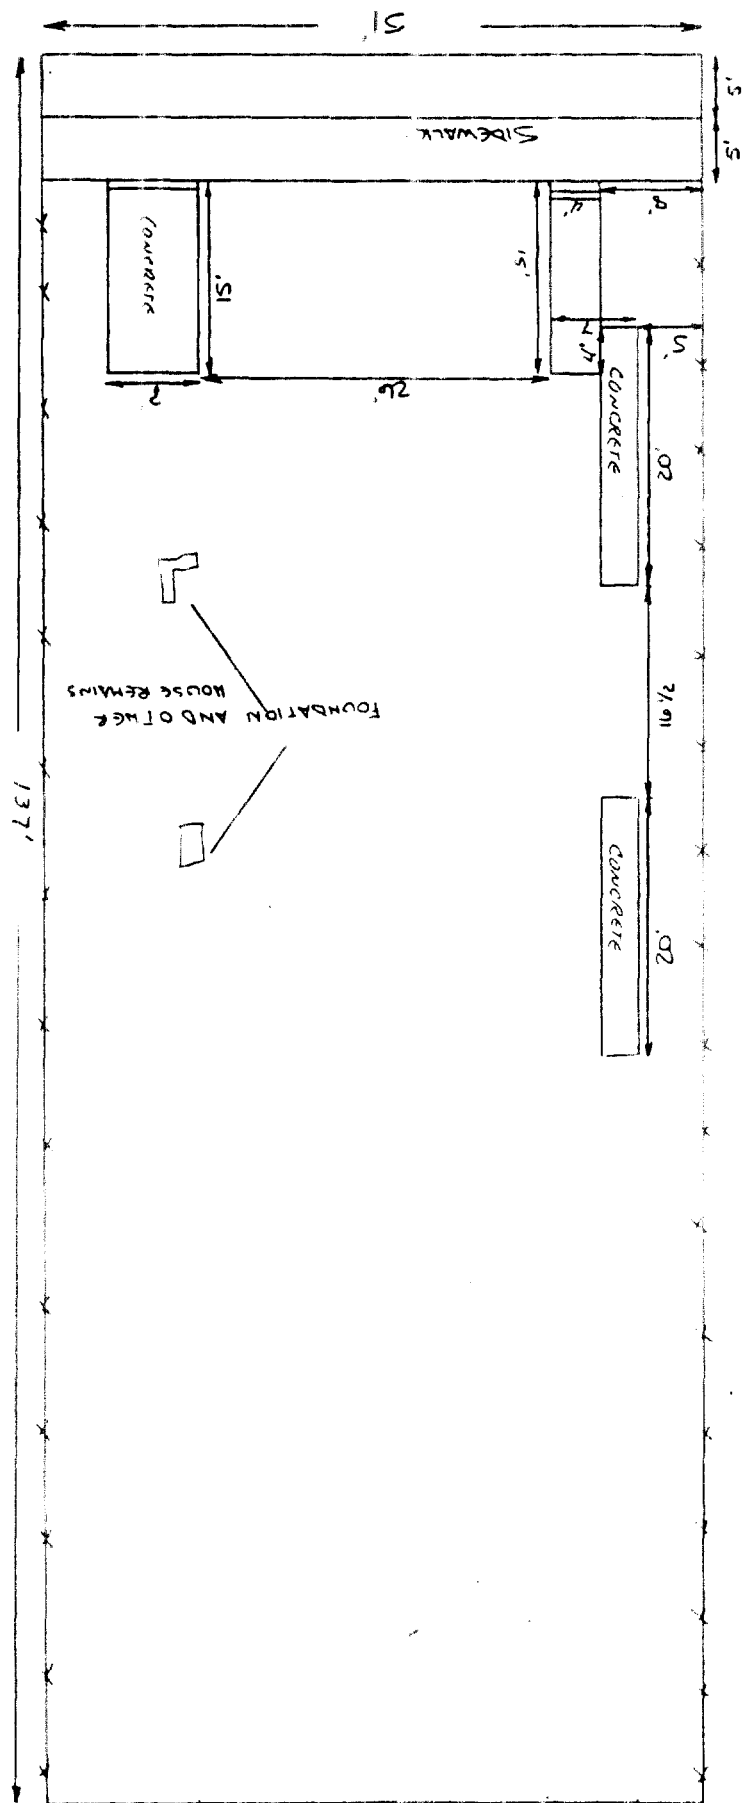 51'
5'
SIDEWALK
5'
4'
8'
CONCRETE
15'
15'
7'
4'
5'
26'
CONCRETE
20'
FOUNDATION AND OTHER
HOUSE REMAINS
16 1/2
137'
CONCRETE
20'